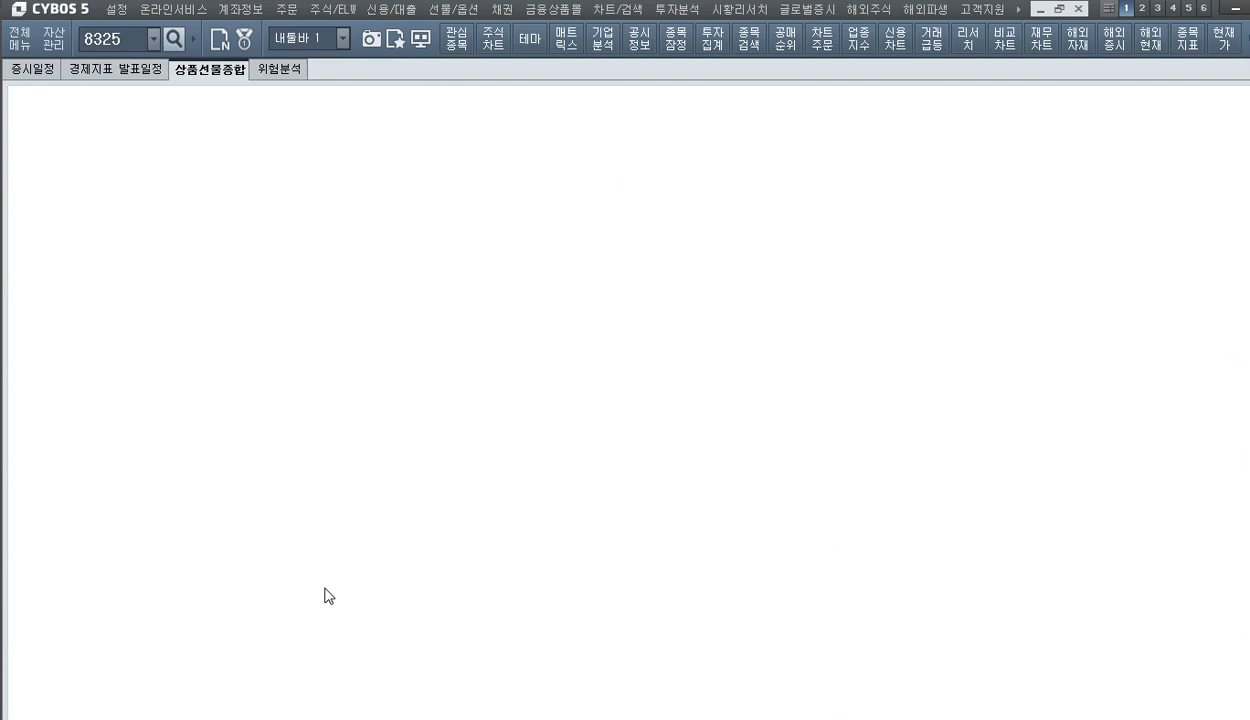 CYBOS 5 설정 온라인서비스 계좌정보 주문 주식/ELW 신용/대출 선물/옵션 채권 금융상품몰 차트/검색 투자분석 시황리서치 글로벌증시 해외주식 해외파생 고객지원 1 2 3 4 5 6
전체메뉴 자산관리 8325 내툴바 1 관심종목 주식차트 테마 매트릭스 기업분석 공시정보 종목잠정 투자집계 종목검색 공매순위 차트주문 업종지수 신용차트 거래급등 리서치 비교차트 재무차트 해외자재 해외증시 해외현재 종목지표 현재가
증시일정 경제지표 발표일정 상품선물종합 위험분석